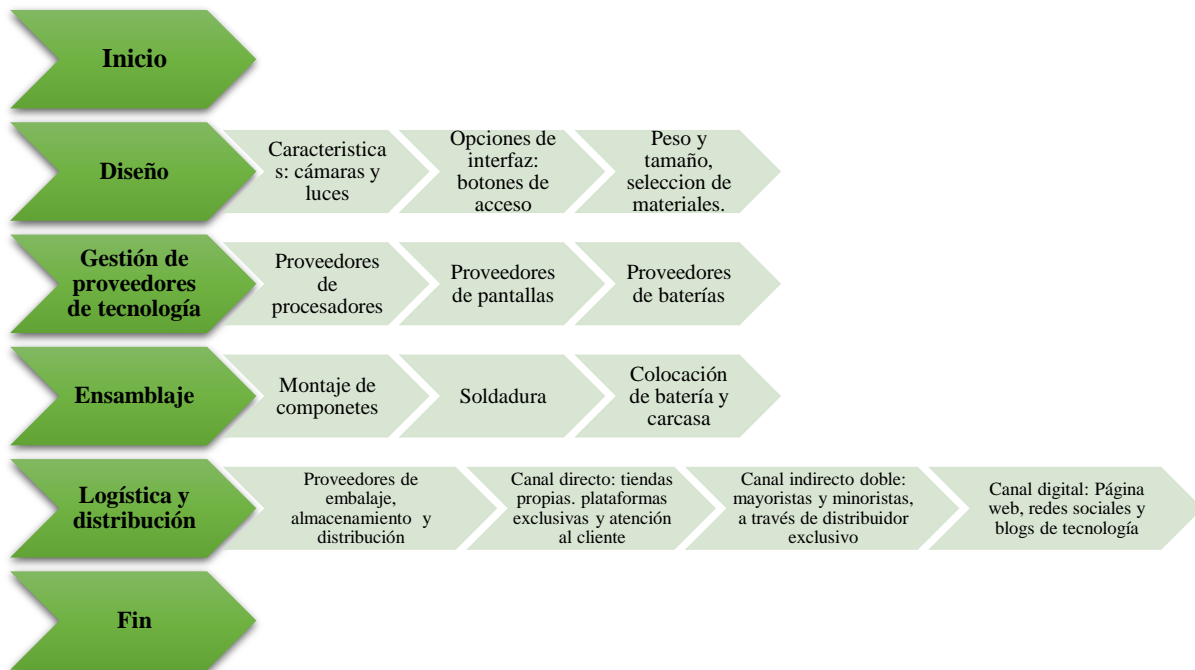 Inicio
Diseño
Caracteristica
s: cámaras y
luces
Opciones de
interfaz:
botones de
acceso
Peso y
tamaño,
seleccion de
materiales.
Gestión de
proveedores
de tecnología
Proveedores
de
procesadores
Proveedores
de pantallas
Proveedores
de baterías
Ensamblaje
Montaje de
componetes
Soldadura
Colocación
de batería y
carcasa
Logística y
distribución
Proveedores de
embalaje,
almacenamiento y
distribución
Canal directo: tiendas
propias. plataformas
exclusivas y atención
al cliente
Canal indirecto doble:
mayoristas y minoristas,
a través de distribuidor
exclusivo
Canal digital: Página
web, redes sociales y
blogs de tecnología
Fin